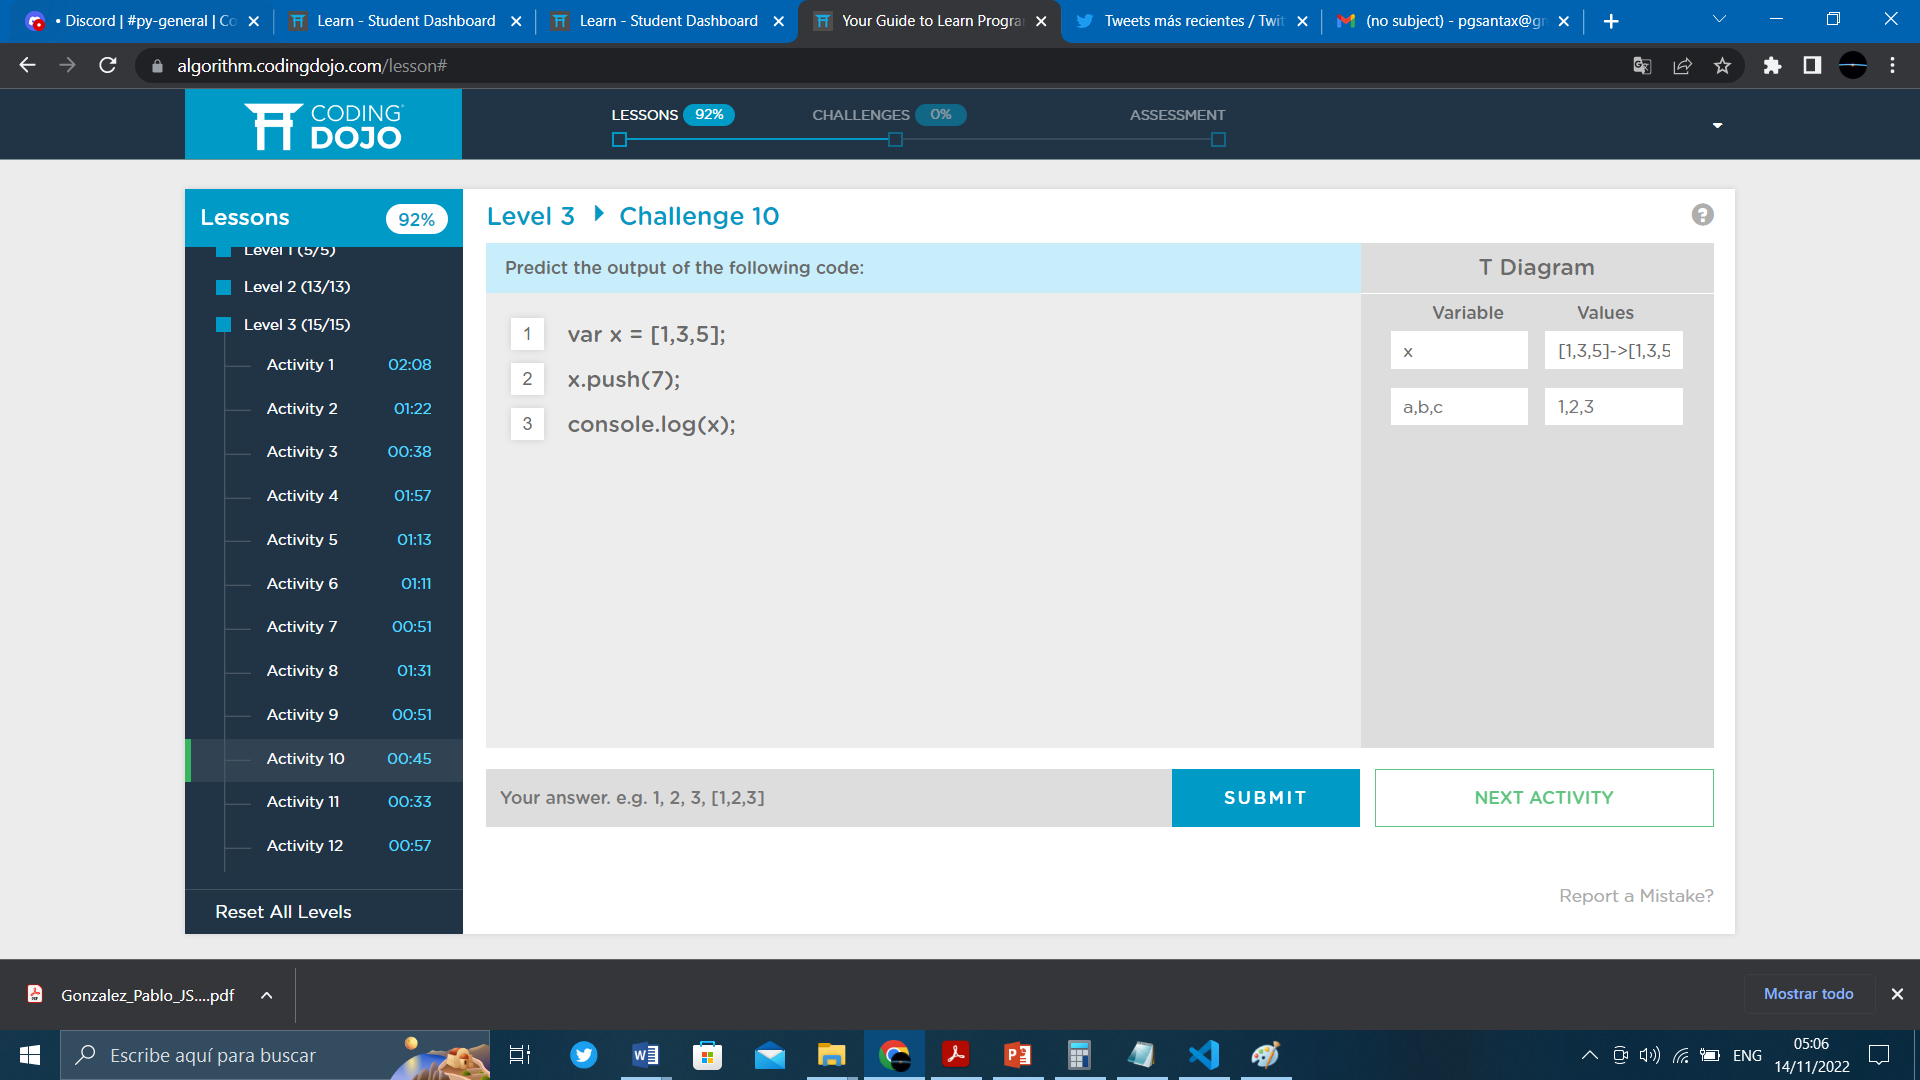 • Discord | #py-general | Co
Learn - Student Dashboard
Learn - Student Dashboard
Your Guide to Learn Progra
Tweets más recientes / Twit
(no subject) - pgsantax@gm
algorithm.codingdojo.com/lesson#
CODING
DOJO
LESSONS 92%
CHALLENGES 0%
ASSESSMENT
Lessons 92%
Level 1 (5/5)
Level 2 (13/13)
Level 3 (15/15)
Activity 1 02:08
Activity 2 01:22
Activity 3 00:38
Activity 4 01:57
Activity 5 01:13
Activity 6 01:11
Activity 7 00:51
Activity 8 01:31
Activity 9 00:51
Activity 10 00:45
Activity 11 00:33
Activity 12 00:57
Reset All Levels
Level 3 Challenge 10
?
Predict the output of the following code:
1 var x = [1,3,5];
2 x.push(7);
3 console.log(x);
T Diagram
Variable Values
x [1,3,5]->[1,3,5
a,b,c 1,2,3
Your answer. e.g. 1, 2, 3, [1,2,3]
SUBMIT
NEXT ACTIVITY
Report a Mistake?
Gonzalez_Pablo_JS....pdf
Mostrar todo
Escribe aquí para buscar
ENG
05:06
14/11/2022